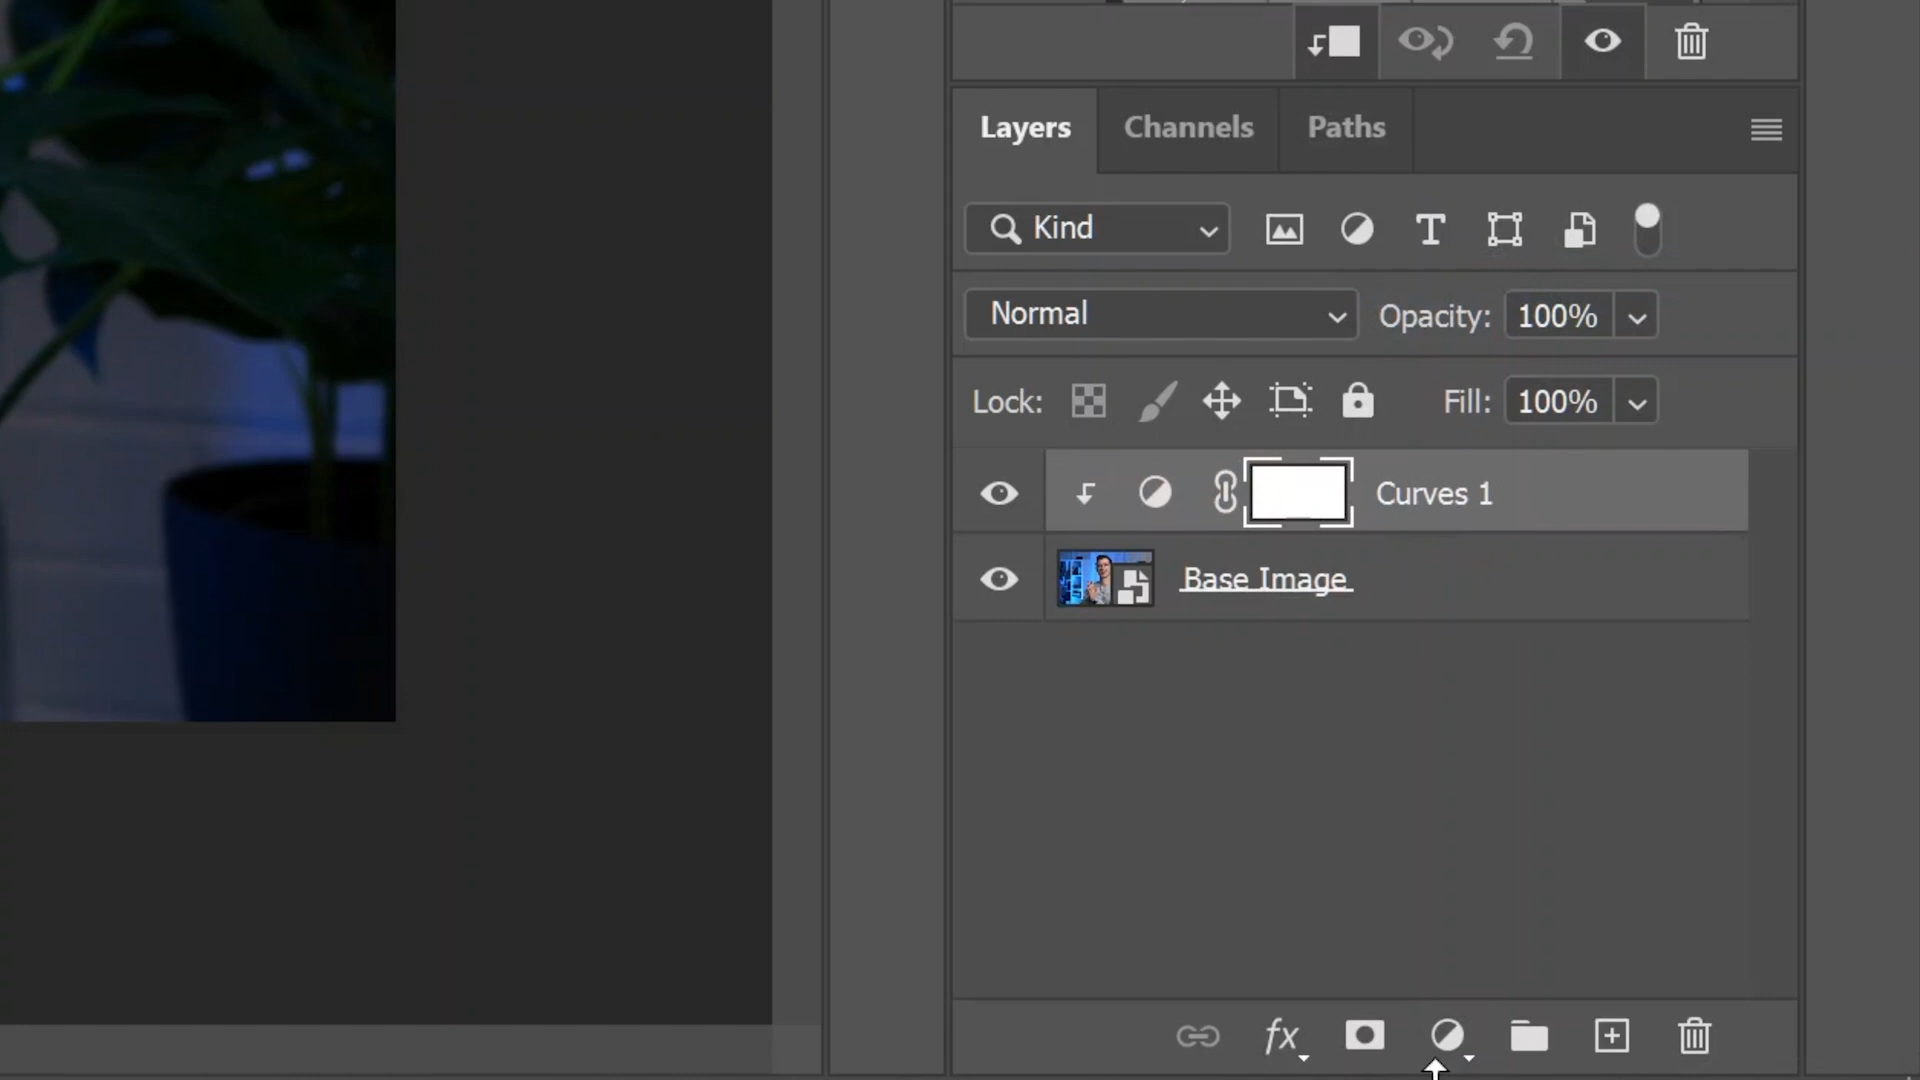 Layers Channels Paths
Kind
Normal Opacity: 100%
Lock: Fill: 100%
Curves 1
Base Image
fx